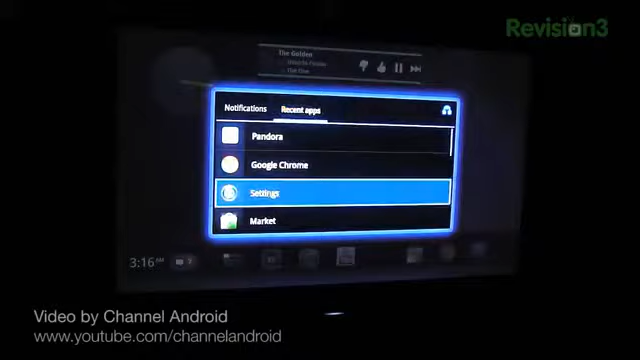 Revision3
The Golden
Notifications
Recent apps
Pandora
Google Chrome
Settings
Market
3:16 AM
Video by Channel Android
www.youtube.com/channelandroid